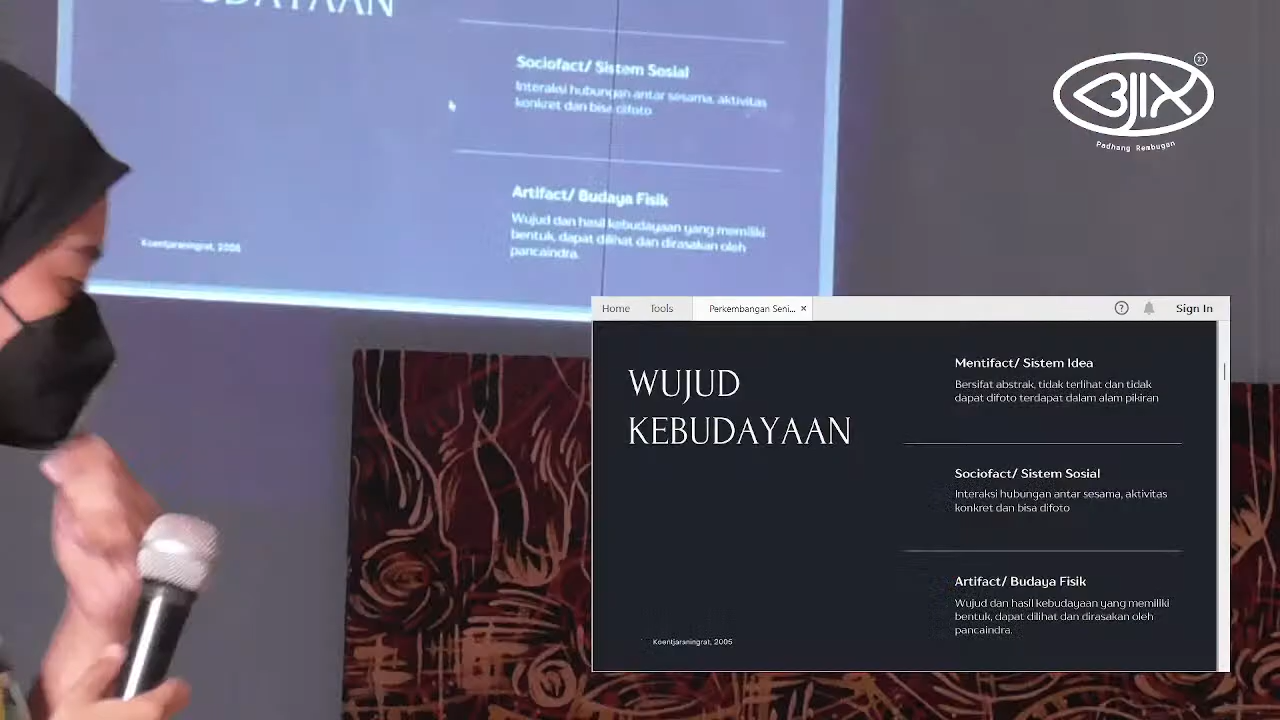 UDAYAAN
Sociofact/ Sistem Sosial
Interaksi hubungan antar sesama, aktivitas
konkret dan bisa difoto
Artifact/ Budaya Fisik
Wujud dan hasil kebudayaan yang memiliki
bentuk, dapat dilihat dan dirasakan oleh
pancaindra.
Koentjaraningrat, 2005
21
BJIX
Padhang Rembugan
Home
Tools
Perkembangan Seni...
Sign In
WUJUD
KEBUDAYAAN
Mentifact/ Sistem Idea
Bersifat abstrak, tidak terlihat dan tidak
dapat difoto terdapat dalam alam pikiran
Sociofact/ Sistem Sosial
Interaksi hubungan antar sesama, aktivitas
konkret dan bisa difoto
Artifact/ Budaya Fisik
Wujud dan hasil kebudayaan yang memiliki
bentuk, dapat dilihat dan dirasakan oleh
pancaindra.
Koentjaraningrat, 2005